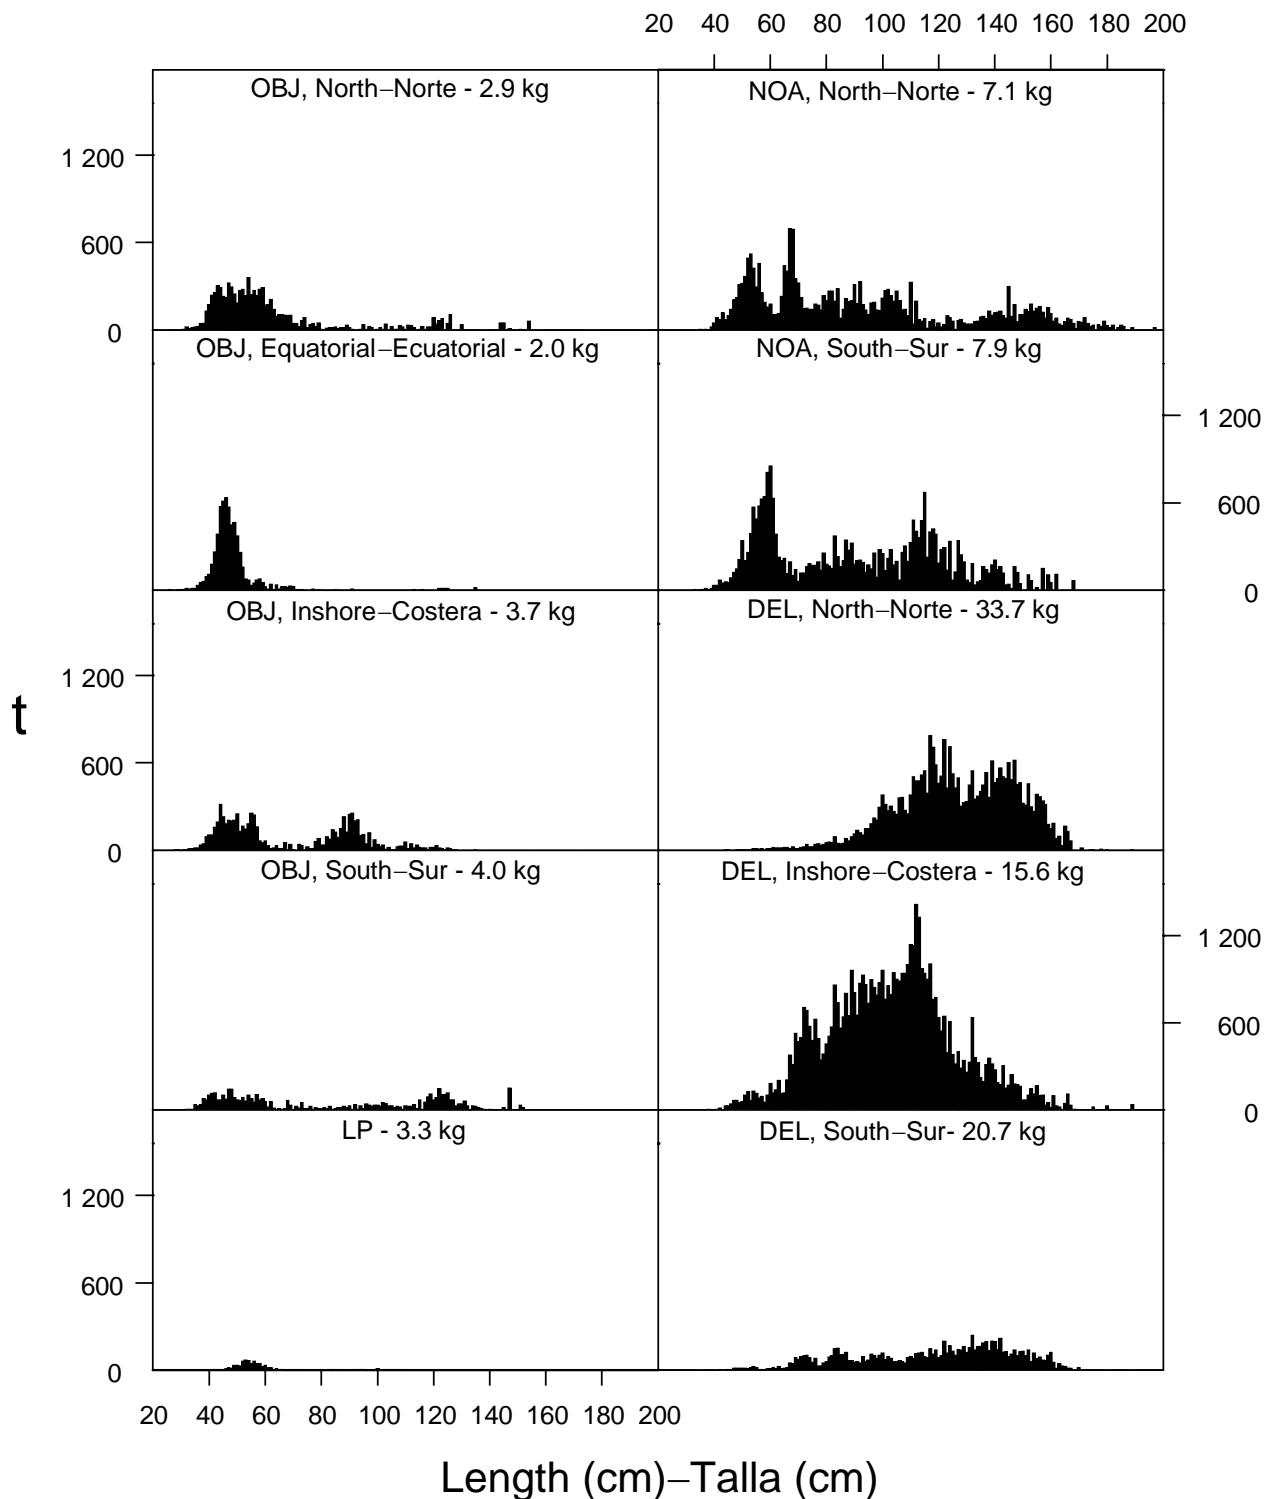 20 40 60 80 100 120 140 160 200
OBJ, North−Norte - 2.9 kg
NOA, North−Norte - 7.1 kg
1 200
600
0
OBJ, Equatorial−Ecuatorial - 2.0 kg
NOA, South−Sur - 7.9 kg
1 200
600
0
OBJ, Inshore−Costera - 3.7 kg
DEL, North−Norte - 33.7 kg
1 200
t
600
0
OBJ, South−Sur - 4.0 kg
DEL, Inshore−Costera - 15.6 kg
1 200
600
0
LP - 3.3 kg
DEL, South−Sur- 20.7 kg
1 200
600
0
20 40 60 80 100 120 140 160 180 200
Length (cm)−Talla (cm)